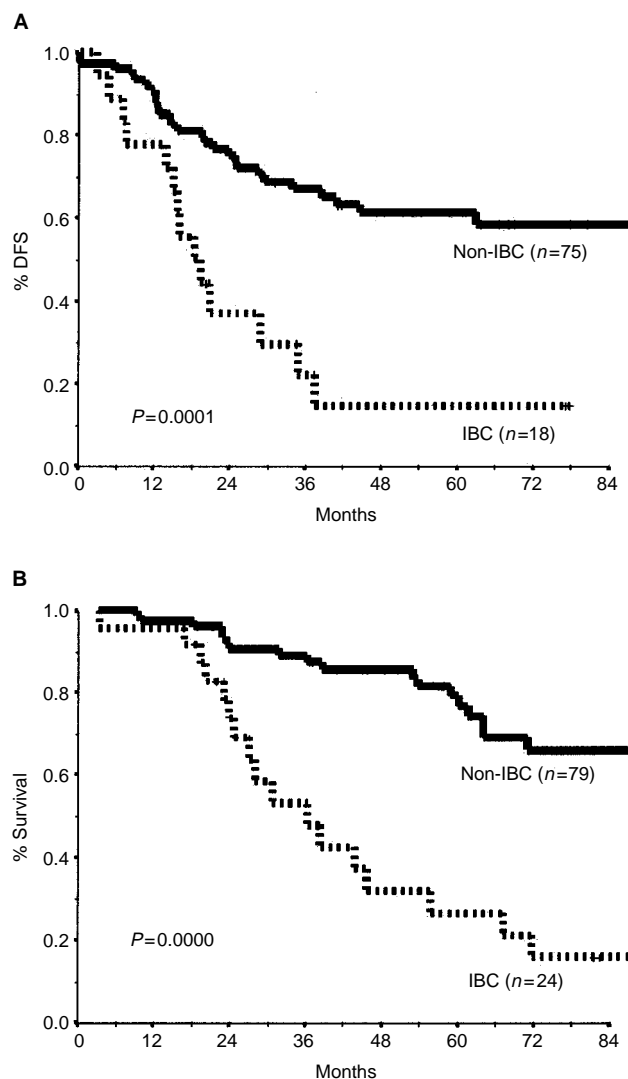 A
1.0
0.8
0.6
0.4
0.2
0.0
% DFS
Non-IBC (n=75)
P=0.0001
IBC (n=18)
0 12 24 36 48 60 72 84
Months
B
1.0
0.8
0.6
0.4
0.2
0.0
% Survival
Non-IBC (n=79)
P=0.0000
IBC (n=24)
0 12 24 36 48 60 72 84
Months